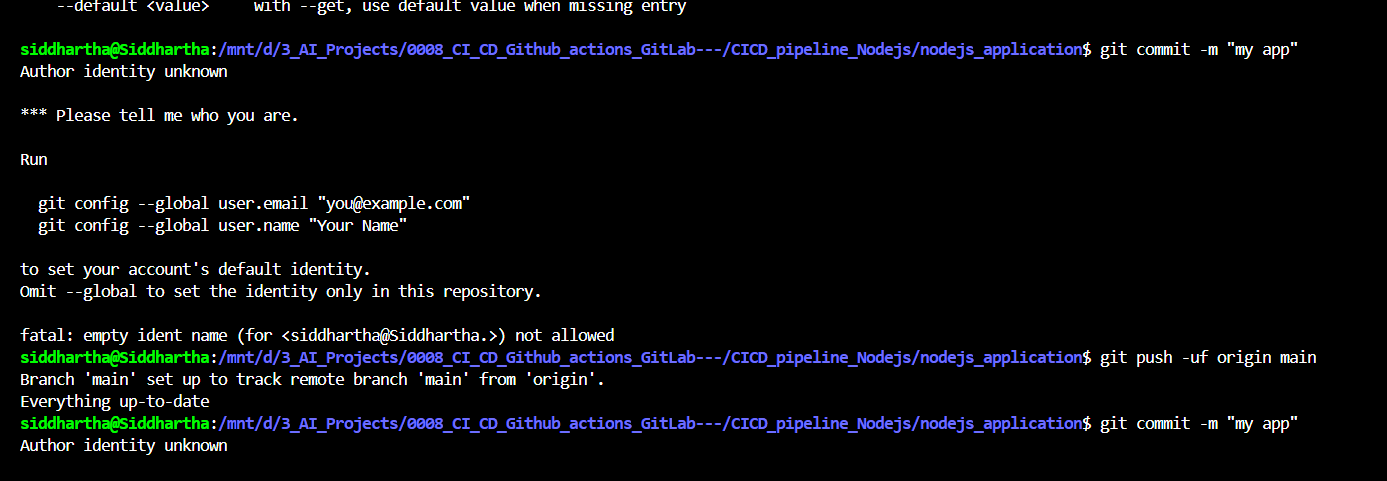 --default <value>     with --get, use default value when missing entry
siddhartha@Siddhartha:/mnt/d/3_AI_Projects/0008_CI_CD_Github_actions_GitLab---/CICD_pipeline_Nodejs/nodejs_application$ git commit -m "my app"
Author identity unknown
*** Please tell me who you are.
Run
git config --global user.email "you@example.com"
git config --global user.name "Your Name"
to set your account's default identity.
Omit --global to set the identity only in this repository.
fatal: empty ident name (for <siddhartha@Siddhartha.>) not allowed
siddhartha@Siddhartha:/mnt/d/3_AI_Projects/0008_CI_CD_Github_actions_GitLab---/CICD_pipeline_Nodejs/nodejs_application$ git push -uf origin main
Branch 'main' set up to track remote branch 'main' from 'origin'.
Everything up-to-date
siddhartha@Siddhartha:/mnt/d/3_AI_Projects/0008_CI_CD_Github_actions_GitLab---/CICD_pipeline_Nodejs/nodejs_application$ git commit -m "my app"
Author identity unknown